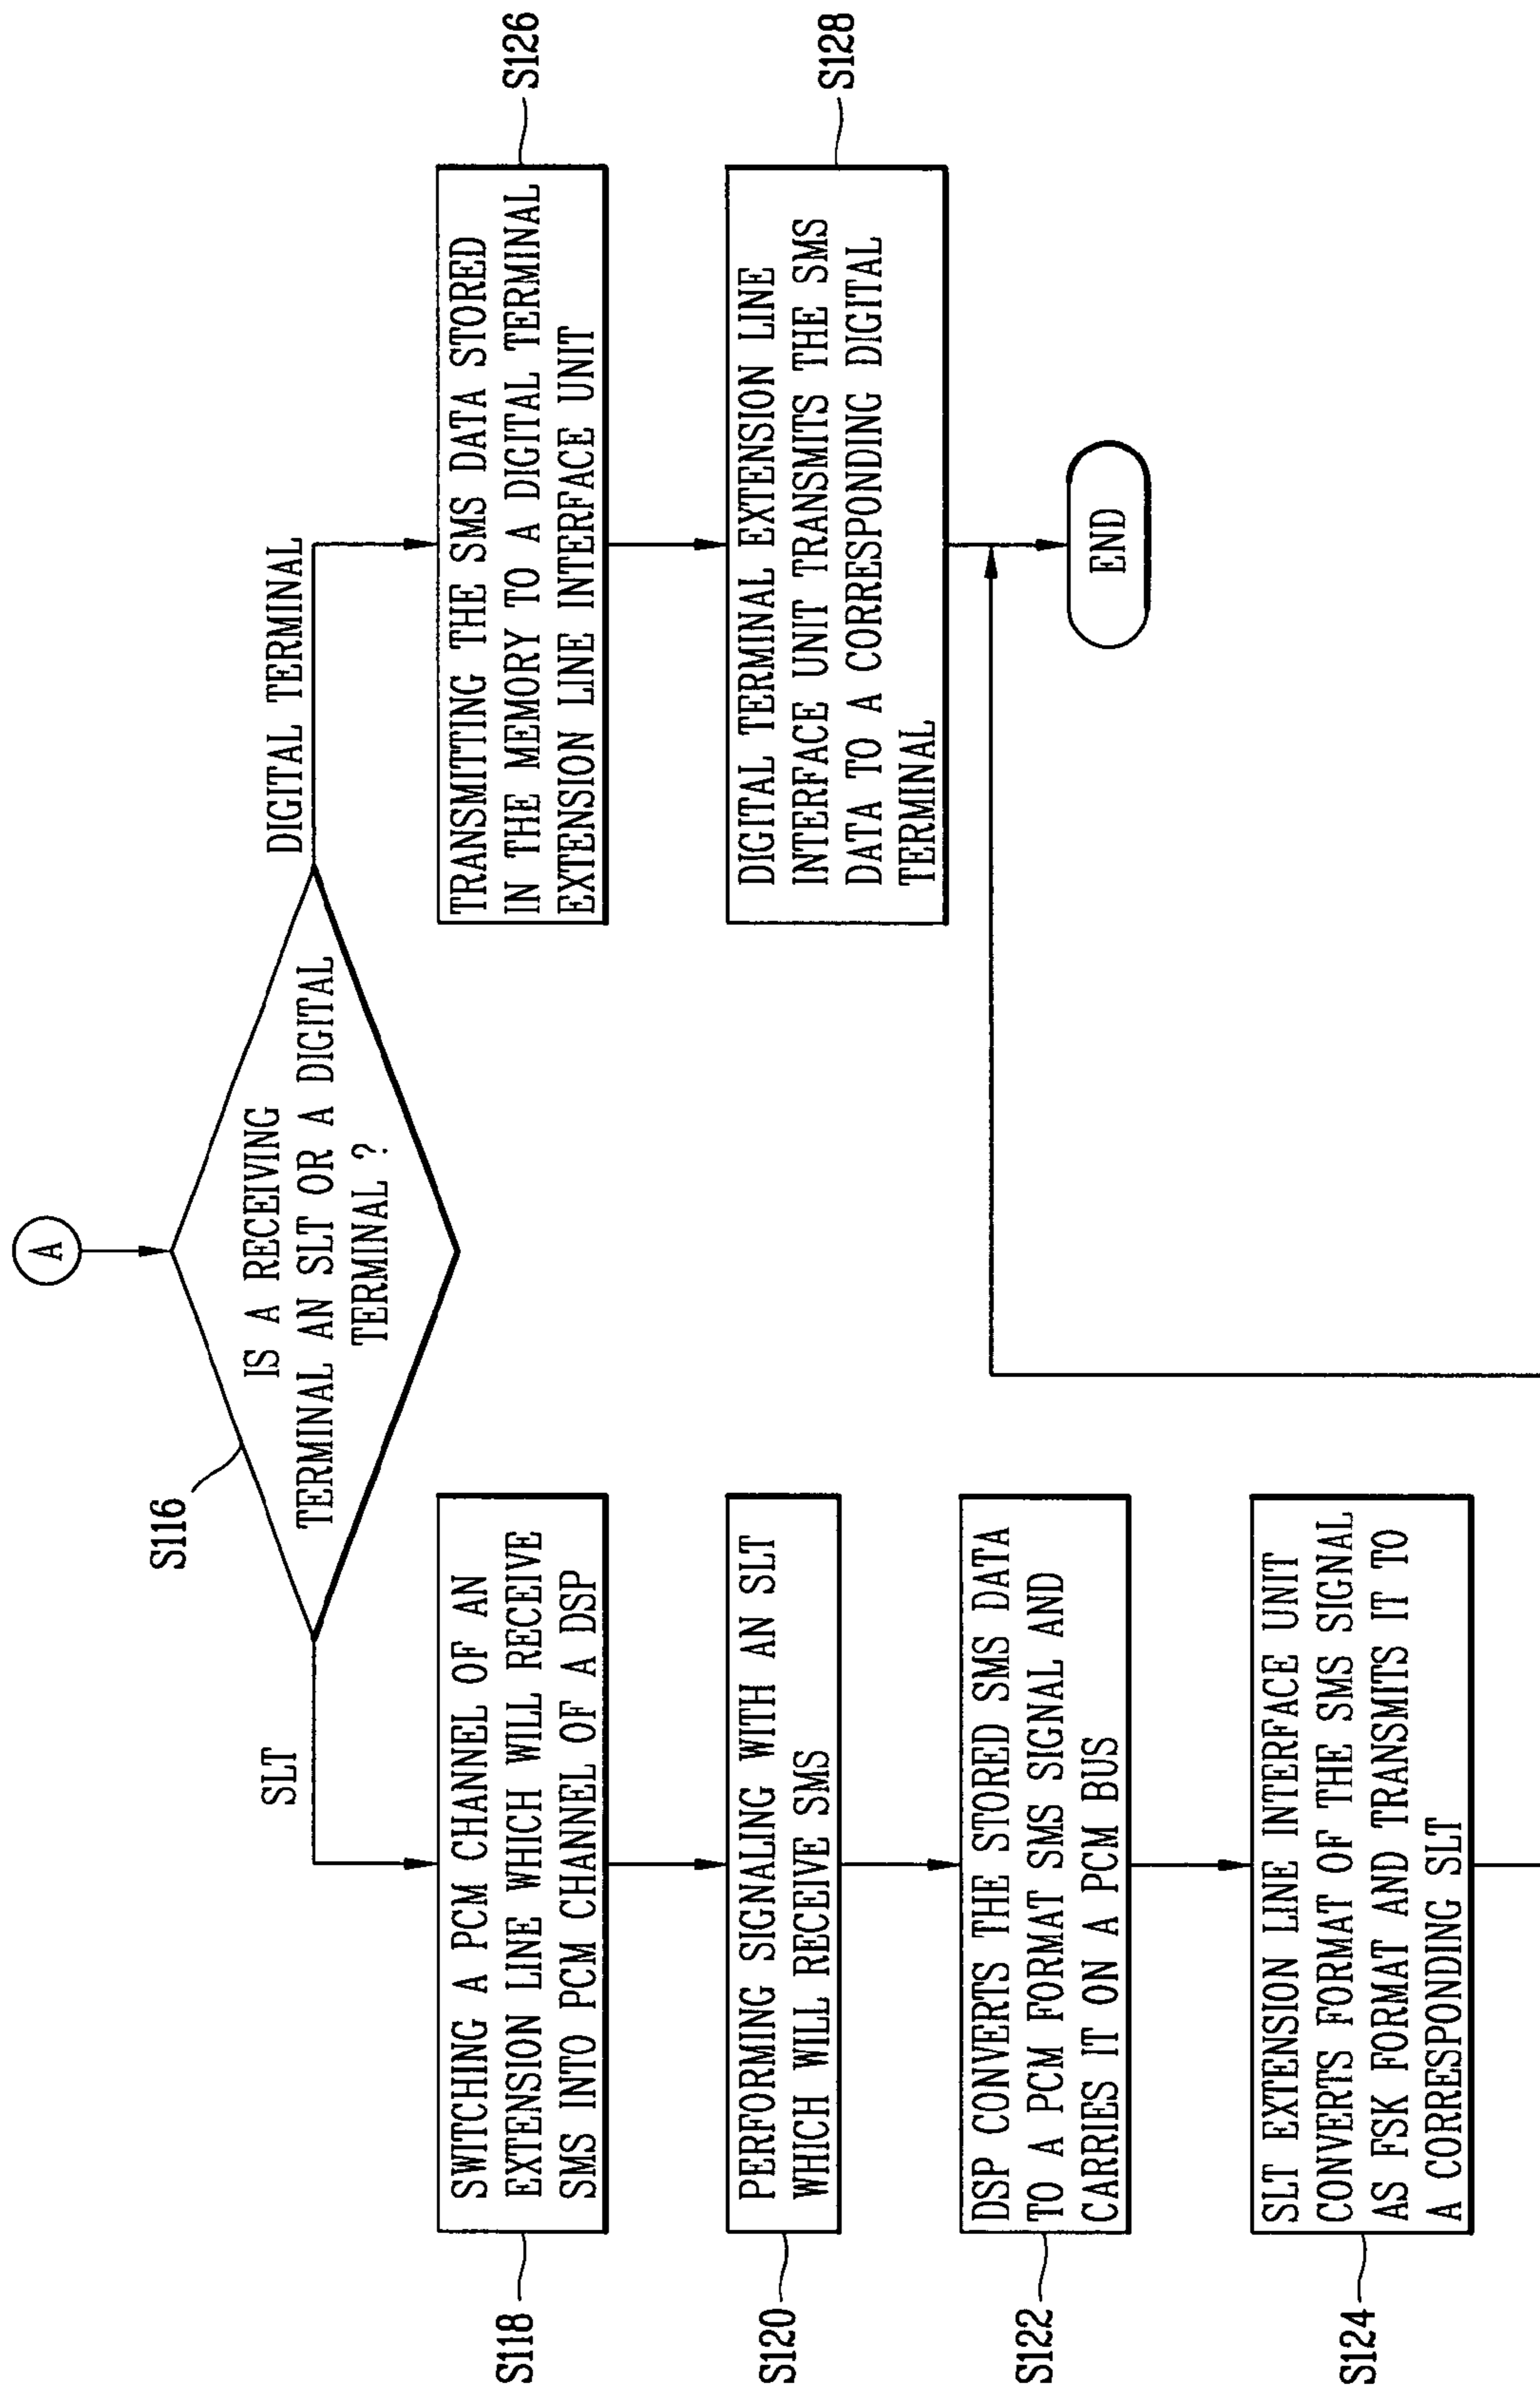 A
S116
IS A RECEIVING
TERMINAL AN SLT OR A DIGITAL
TERMINAL ?
SLT
DIGITAL TERMINAL
S118
SWITCHING A PCM CHANNEL OF AN
EXTENSION LINE WHICH WILL RECEIVE
SMS INTO PCM CHANNEL OF A DSP
S120
PERFORMING SIGNALING WITH AN SLT
WHICH WILL RECEIVE SMS
S122
DSP CONVERTS THE STORED SMS DATA
TO A PCM FORMAT SMS SIGNAL AND
CARRIES IT ON A PCM BUS
S124
SLT EXTENSION LINE INTERFACE UNIT
CONVERTS FORMAT OF THE SMS SIGNAL
AS FSK FORMAT AND TRANSMITS IT TO
A CORRESPONDING SLT
S126
TRANSMITTING THE SMS DATA STORED
IN THE MEMORY TO A DIGITAL TERMINAL
EXTENSION LINE INTERFACE UNIT
S128
DIGITAL TERMINAL EXTENSION LINE
INTERFACE UNIT TRANSMITS THE SMS
DATA TO A CORRESPONDING DIGITAL
TERMINAL
END